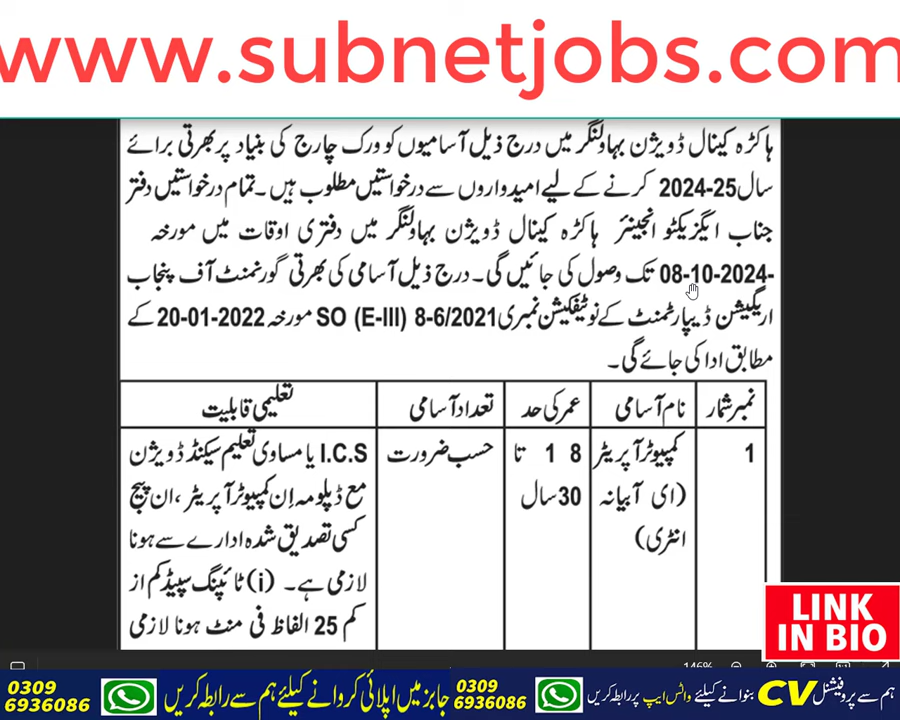 www.subnetjobs.com
ہاکڑہ کینال ڈویژن بہاولنگر میں درج ذیل آسامیوں کو ورک چارج کی بنیاد پر بھرتی برائے
سال 2024-25 کرنے کے لیے امیدواروں سے درخواستیں مطلوب ہیں۔ تمام درخواستیں دفتر
جناب ایگزیکٹو انجینئر ہاکڑہ کینال ڈویژن بہاولنگر میں دفتری اوقات میں مورخہ
08-10-2024- تک وصول کی جائیں گی۔ درج ذیل آسامی کی بھرتی گورنمنٹ آف پنجاب
اریگیشن ڈیپارٹمنٹ کے نوٹیفکیشن نمبری SO (E-III) 8-6/2021 مورخہ 20-01-2022 کے
مطابق ادا کی جائے گی۔
نمبر شمار نام آسامی عمر کی حد تعداد آسامی تعلیمی قابلیت
1 کمپیوٹر آپریٹر 18 تا حسب ضرورت I.C.S یا مساوی تعلیم سیکنڈ ڈویژن
(ای آبیانہ 30 سال مع ڈپلومہ اِن کمپیوٹر آپریٹر، ان پیج
انٹری) کسی تصدیق شدہ ادارے سے ہونا
لازمی ہے۔ (i) ٹائپنگ سپیڈ کم از
کم 25 الفاظ فی منٹ ہونا لازمی
LINK
IN BIO
146%
ہم سے پروفیشنل CV بنوانے کیلئے واٹس ایپ پر رابطہ کریں 0309 6936086
جابز میں اپلائی کروانے کیلئے ہم سے رابطہ کریں 0309 6936086